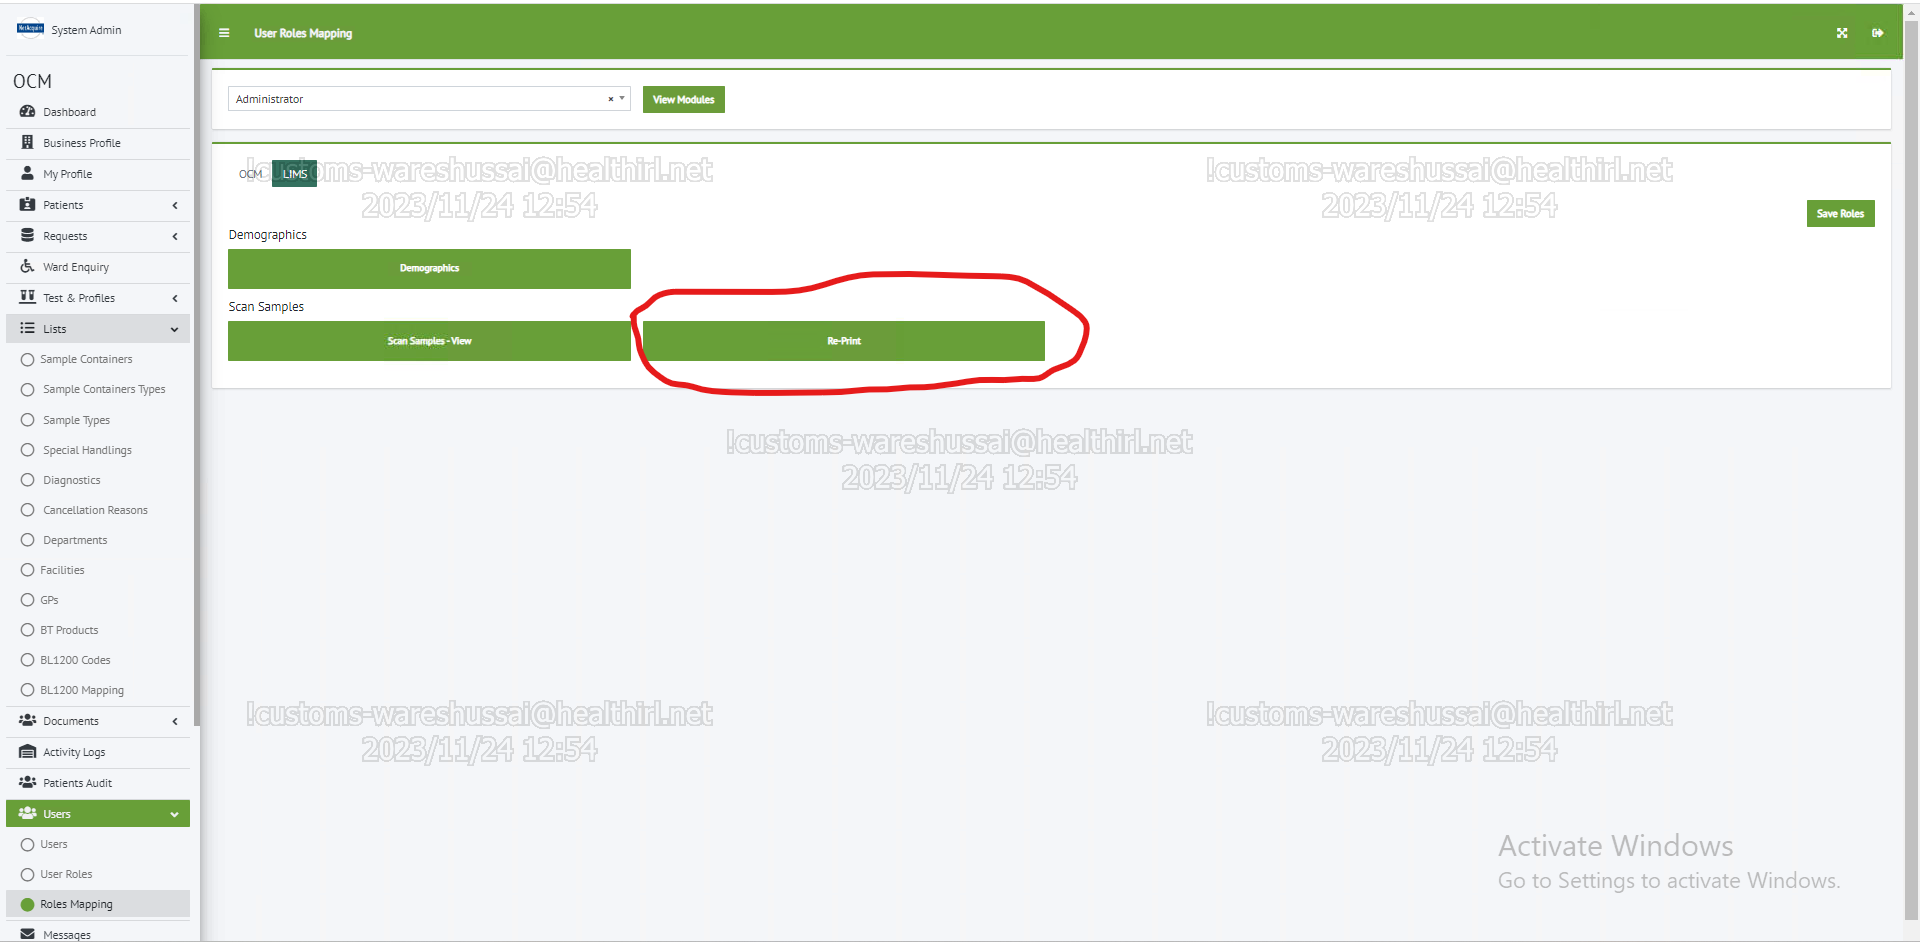 NetAcquire
System Admin
OCM
Dashboard
Business Profile
My Profile
Patients
Requests
Ward Enquiry
Test & Profiles
Lists
Sample Containers
Sample Containers Types
Sample Types
Special Handlings
Diagnostics
Cancellation Reasons
Departments
Facilities
GPs
BT Products
BL1200 Codes
BL1200 Mapping
Documents
Activity Logs
Patients Audit
Users
Users
User Roles
Roles Mapping
Messages
User Roles Mapping
Administrator
× 
View Modules
OCM
LIMS
Save Roles
Demographics
Demographics
Scan Samples
Scan Samples - View
Re-Print
!customs-wareshussai@healthirl.net
2023/11/24 12:54
!customs-wareshussai@healthirl.net
2023/11/24 12:54
!customs-wareshussai@healthirl.net
2023/11/24 12:54
!customs-wareshussai@healthirl.net
2023/11/24 12:54
!customs-wareshussai@healthirl.net
2023/11/24 12:54
Activate Windows
Go to Settings to activate Windows.